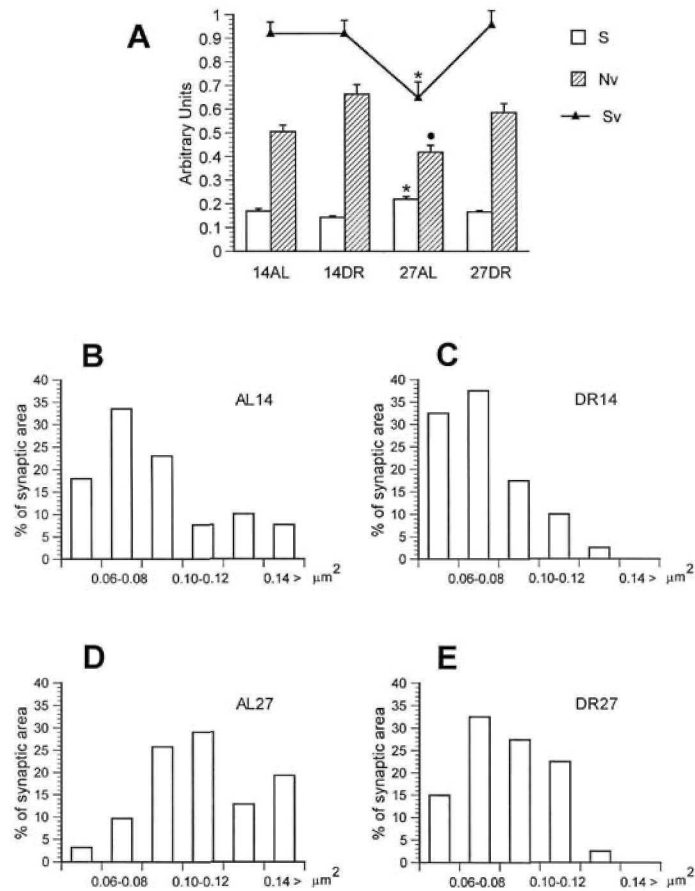 A
Arbitrary Units
1
0.9
0.8
0.7
0.6
0.5
0.4
0.3
0.2
0.1
0
*
*
14AL 14DR 27AL 27DR
S
Nv
Sv
B
% of synaptic area
40
35
30
25
20
15
10
5
0
AL14
0.06-0.08 0.10-0.12 0.14 > μm2
C
% of synaptic area
40
35
30
25
20
15
10
5
0
DR14
0.06-0.08 0.10-0.12 0.14 > μm2
D
% of synaptic area
40
35
30
25
20
15
10
5
0
AL27
0.06-0.08 0.10-0.12 0.14 > μm2
E
% of synaptic area
40
35
30
25
20
15
10
5
0
DR27
0.06-0.08 0.10-0.12 0.14 > μm2